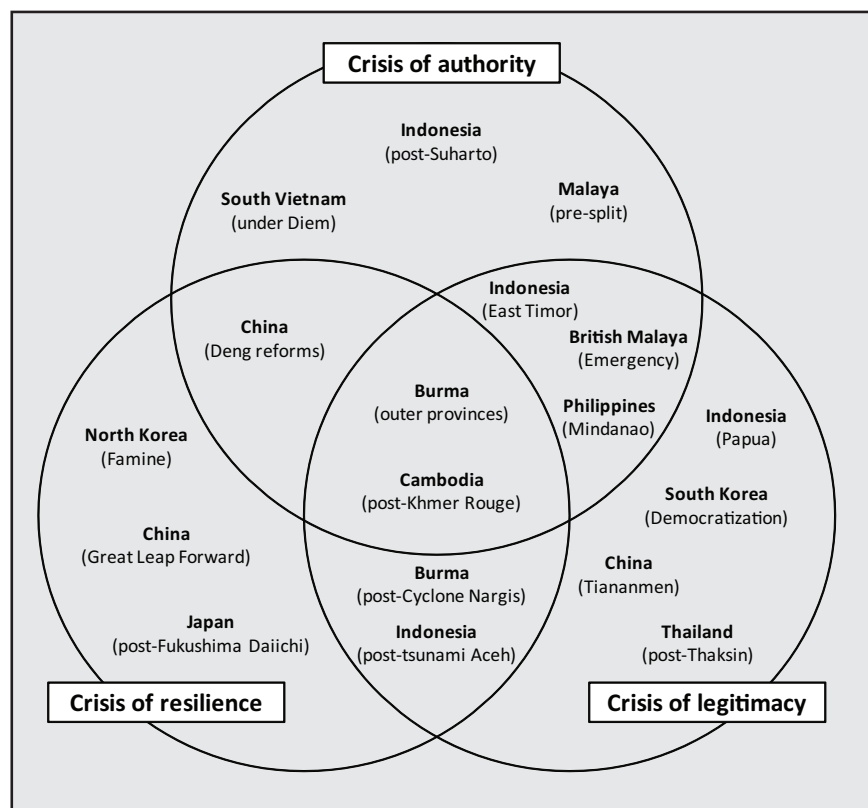 Crisis of authority
Indonesia
(post-Suharto)
South Vietnam
(under Diem)
Malaya
(pre-split)
Indonesia
(East Timor)
China
(Deng reforms)
British Malaya
(Emergency)
Burma
(outer provinces)
Philippines
(Mindanao)
Indonesia
(Papua)
North Korea
(Famine)
Cambodia
(post-Khmer Rouge)
South Korea
(Democratization)
China
(Great Leap Forward)
Burma
(post-Cyclone Nargis)
China
(Tiananmen)
Japan
(post-Fukushima Daiichi)
Indonesia
(post-tsunami Aceh)
Thailand
(post-Thaksin)
Crisis of resilience
Crisis of legitimacy